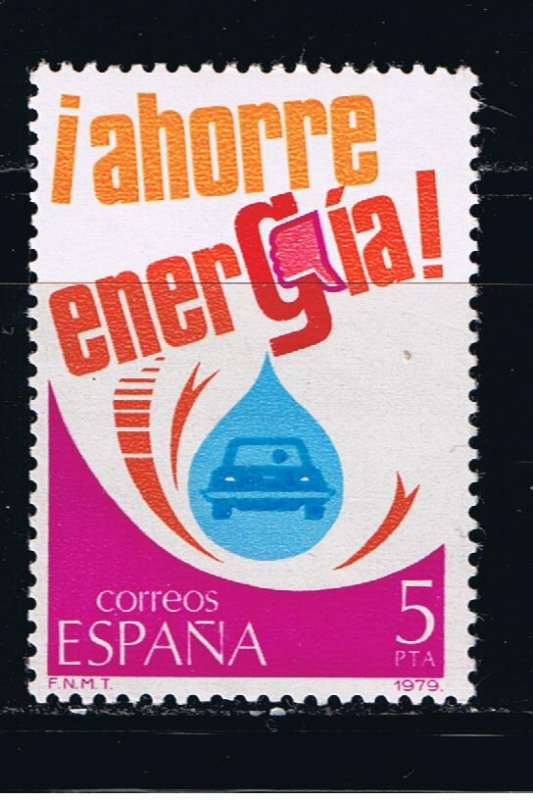 ¡ahorre
energía!
correos
ESPAÑA
5
PTA
F.N.M.T.
1979.